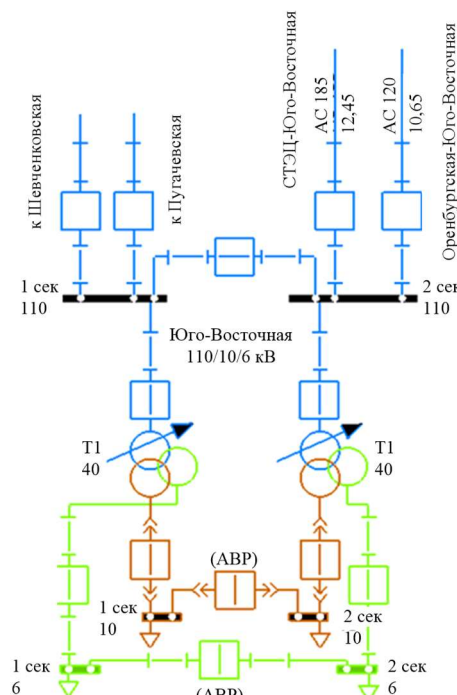 к Шевченковская
к Пугачевская
СТЭЦ-Юго-Восточная
АС 185
12,45
АС 120
10,65
Оренбургская-Юго-Восточная
1 сек
110
2 сек
110
Юго-Восточная
110/10/6 кВ
Т1
40
Т1
40
(АВР)
1 сек
10
2 сек
10
1 сек
6
2 сек
6
(АВР)